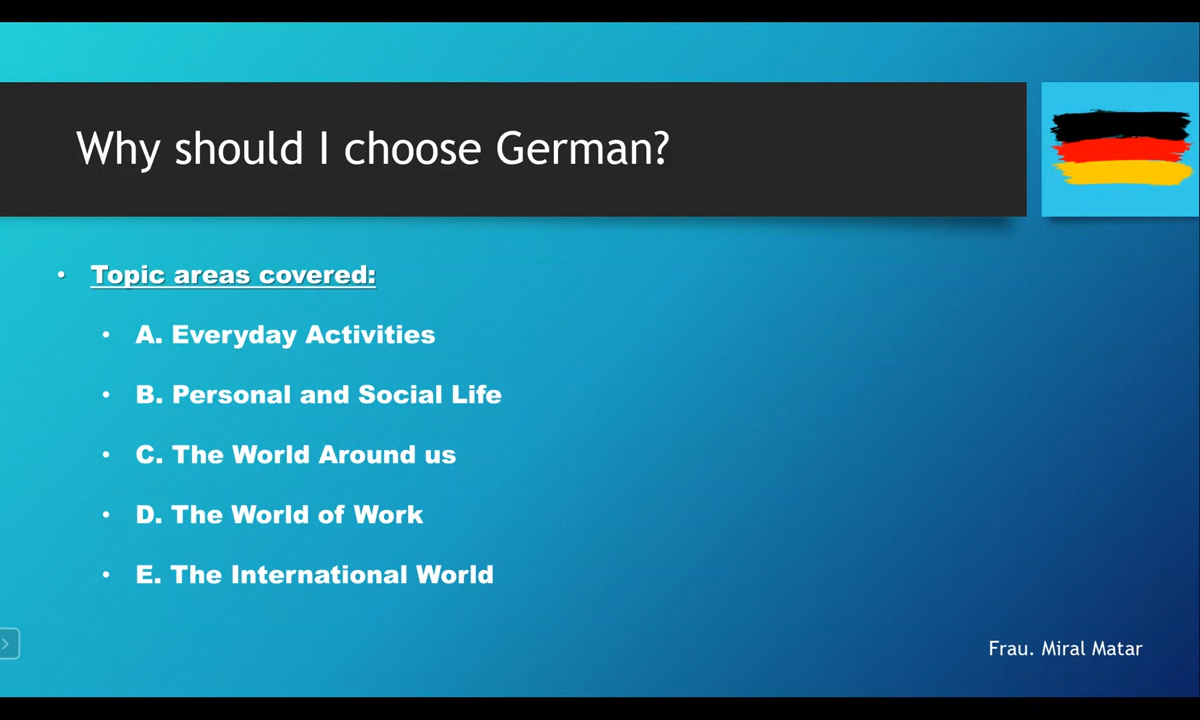 Why should I choose German?
• Topic areas covered:
• A. Everyday Activities
• B. Personal and Social Life
• C. The World Around us
• D. The World of Work
• E. The International World
Frau. Miral Matar